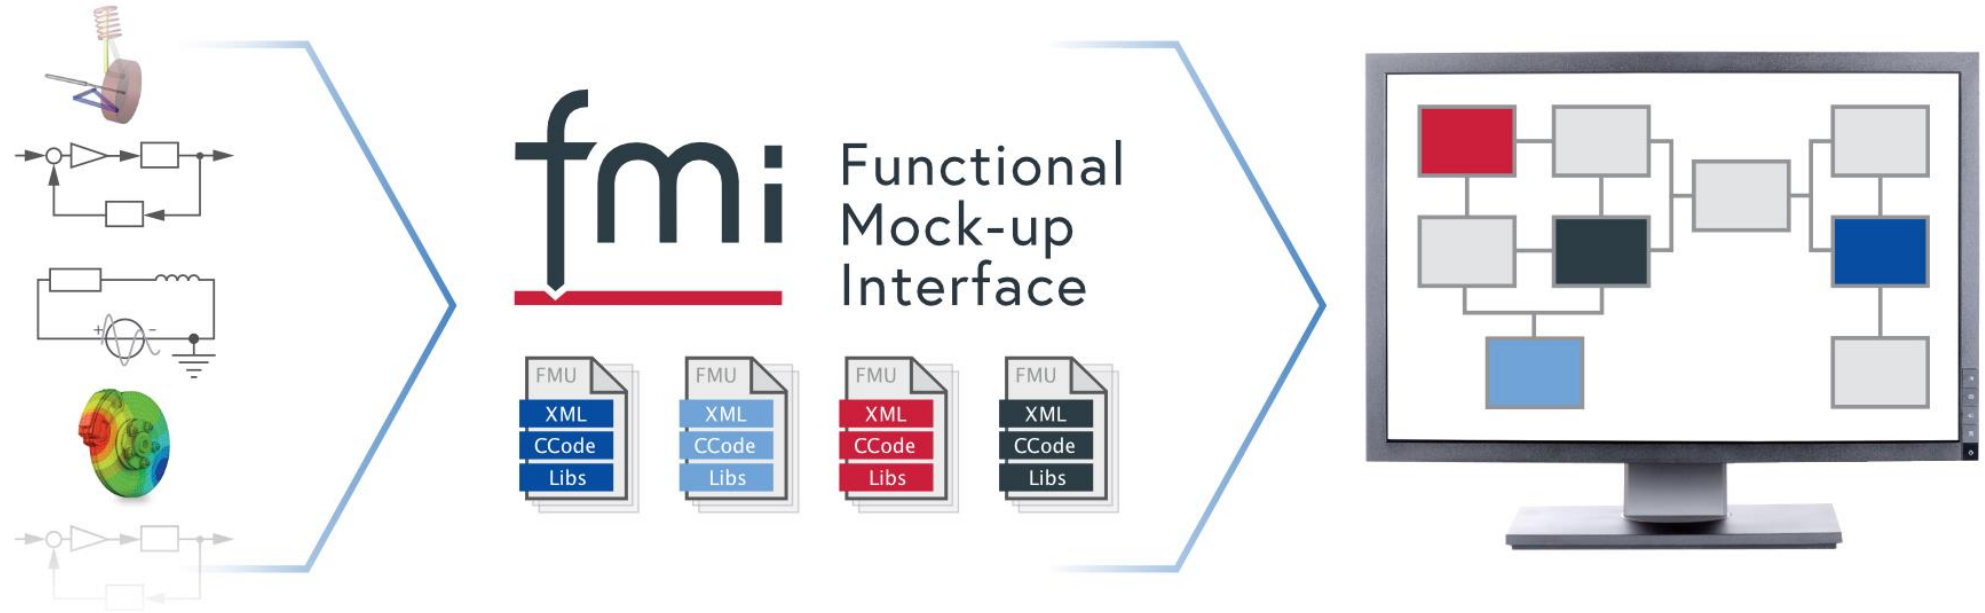 fmi
Functional
Mock-up
Interface
+ -
FMU
XML
CCode
Libs
FMU
XML
CCode
Libs
FMU
XML
CCode
Libs
FMU
XML
CCode
Libs